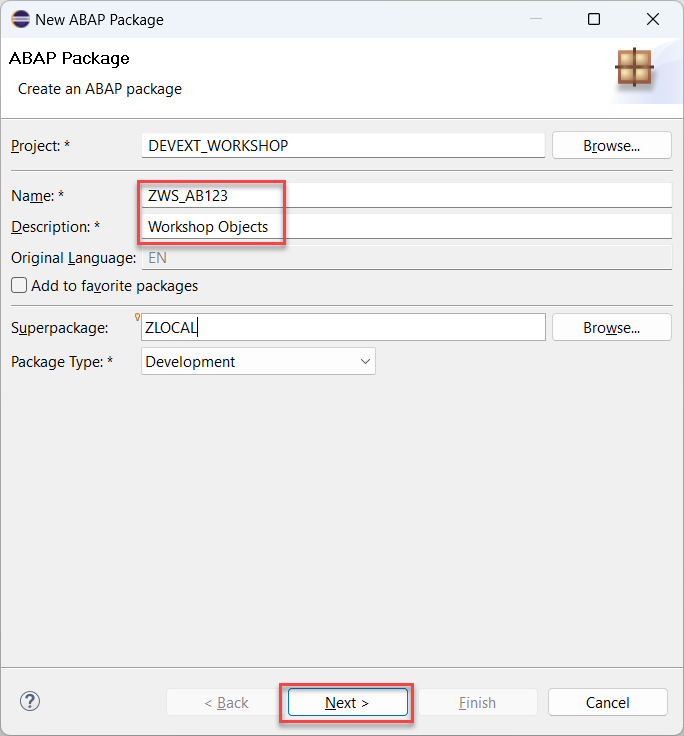 New ABAP Package
ABAP Package
Create an ABAP package
Project: * DEVEXT_WORKSHOP Browse...
Name: * ZWS_AB123
Description: * Workshop Objects
Original Language: EN
Add to favorite packages
Superpackage: ZLOCAL Browse...
Package Type: * Development
? < Back Next > Finish Cancel